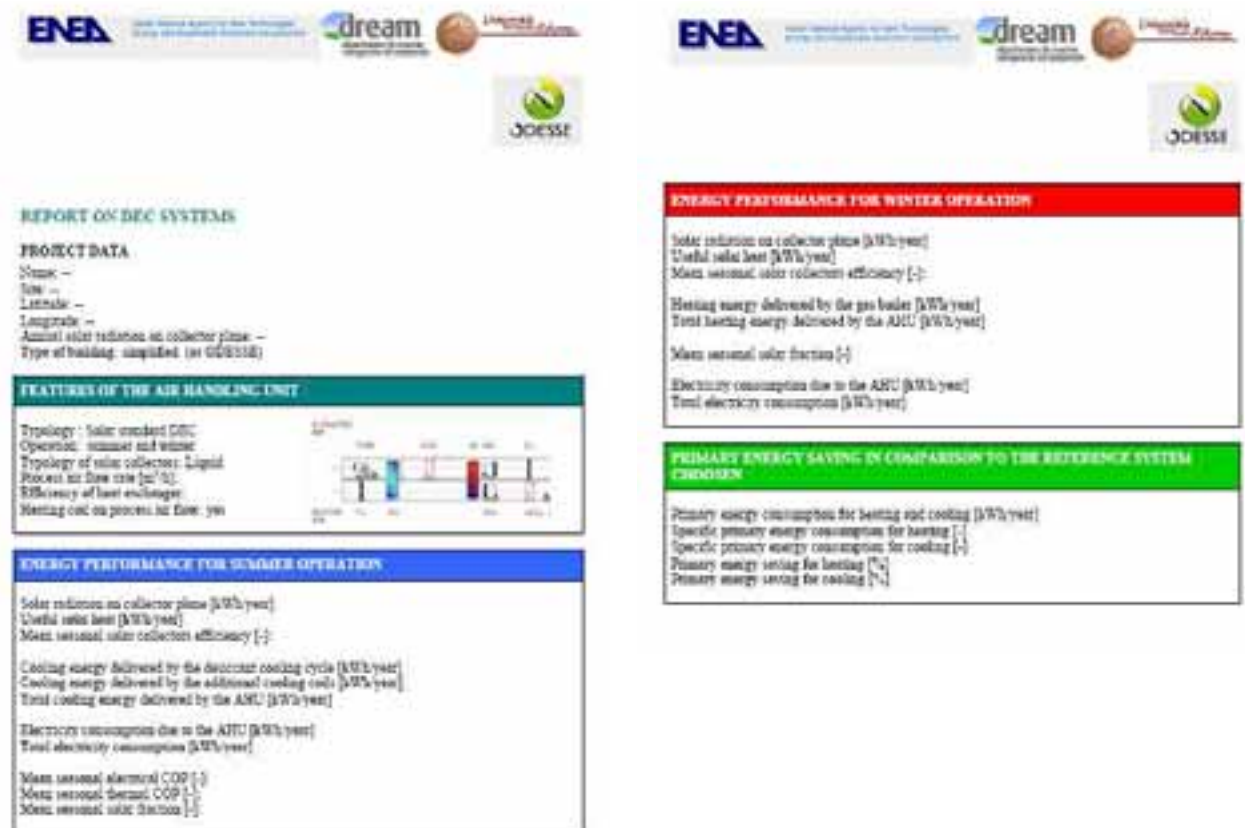 ENEA
dream
ODESSE
REPORT ON DEC SYSTEMS
PROJECT DATA
Name: --
Site: --
Latitude: --
Longitude: --
Annual solar radiation on collector plane: --
Type of building: simplified (as ODESSE)
FEATURES OF THE AIR HANDLING UNIT
Typology : Solar standard DEC
Operation: summer and winter
Typology of solar collectors: Liquid
Process air flow rate [m³/h]:
Efficiency of heat exchanger:
Heating coil on process air flow: yes
ENERGY PERFORMANCE FOR SUMMER OPERATION
Solar radiation on collector plane [kWh/year]
Useful solar heat [kWh/year]
Mean seasonal solar collectors efficiency [-]:
Cooling energy delivered by the desiccant cooling cycle [kWh/year]
Cooling energy delivered by the additional cooling coils [kWh/year]
Total cooling energy delivered by the AHU [kWh/year]
Electricity consumption due to the AHU [kWh/year]
Total electricity consumption [kWh/year]
Mean seasonal electrical COP [-]
Mean seasonal thermal COP [-]
Mean seasonal solar fraction [-]
ENEA
dream
ODESSE
ENERGY PERFORMANCE FOR WINTER OPERATION
Solar radiation on collector plane [kWh/year]
Useful solar heat [kWh/year]
Mean seasonal solar collectors efficiency [-]:
Heating energy delivered by the gas boiler [kWh/year]
Total heating energy delivered by the AHU [kWh/year]
Mean seasonal solar fraction [-]
Electricity consumption due to the AHU [kWh/year]
Total electricity consumption [kWh/year]
PRIMARY ENERGY SAVING IN COMPARISON TO THE REFERENCE SYSTEM
CHOOSEN
Primary energy consumption for heating and cooling [kWh/year]
Specific primary energy consumption for heating [-]
Specific primary energy consumption for cooling [-]
Primary energy saving for heating [%]
Primary energy saving for cooling [%]